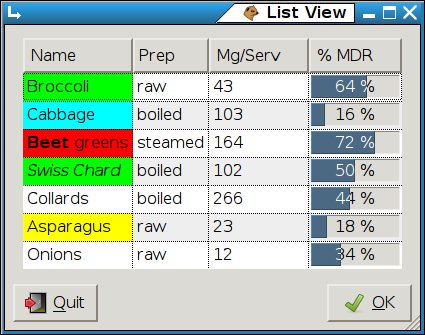 List View
Name Prep Mg/Serv % MDR
Broccoli raw 43 64 %
Cabbage boiled 103 16 %
Beet greens steamed 164 72 %
Swiss Chard boiled 102 50 %
Collards boiled 266 44 %
Asparagus raw 23 18 %
Onions raw 12 34 %
Quit OK